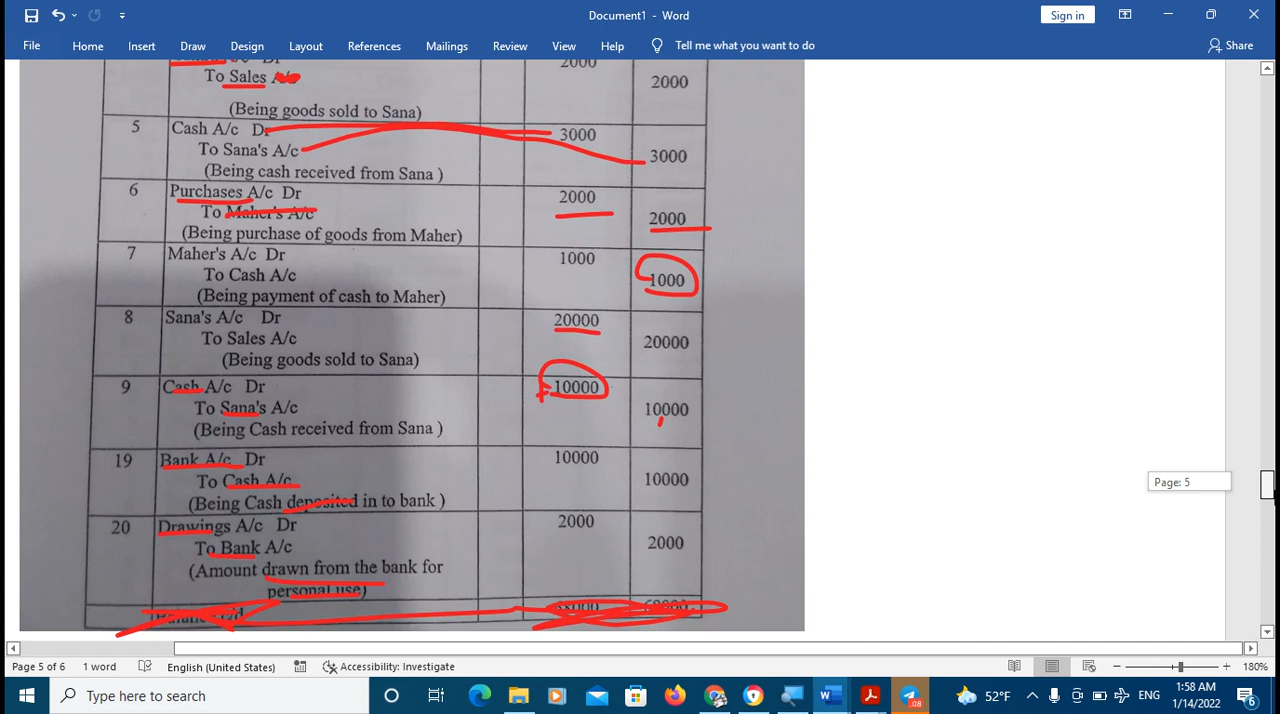 Document1 - Word
Sign in
File Home Insert Draw Design Layout References Mailings Review View Help Tell me what you want to do Share
2000
To Sales A/c 2000
(Being goods sold to Sana)
5 Cash A/c Dr 3000
To Sana's A/c 3000
(Being cash received from Sana )
6 Purchases A/c Dr 2000
To Maher's A/c 2000
(Being purchase of goods from Maher)
7 Maher's A/c Dr 1000
To Cash A/c 1000
(Being payment of cash to Maher)
8 Sana's A/c Dr 20000
To Sales A/c 20000
(Being goods sold to Sana)
9 Cash A/c Dr 10000
To Sana's A/c 10000
(Being Cash received from Sana )
19 Bank A/c Dr 10000
To Cash A/c 10000
(Being Cash deposited in to bank )
20 Drawings A/c Dr 2000
To Bank A/c 2000
(Amount drawn from the bank for
personal use)
Page: 5
Page 5 of 6 1 word English (United States) Accessibility: Investigate 180%
Type here to search
.08
52°F ENG 1:58 AM
1/14/2022
6